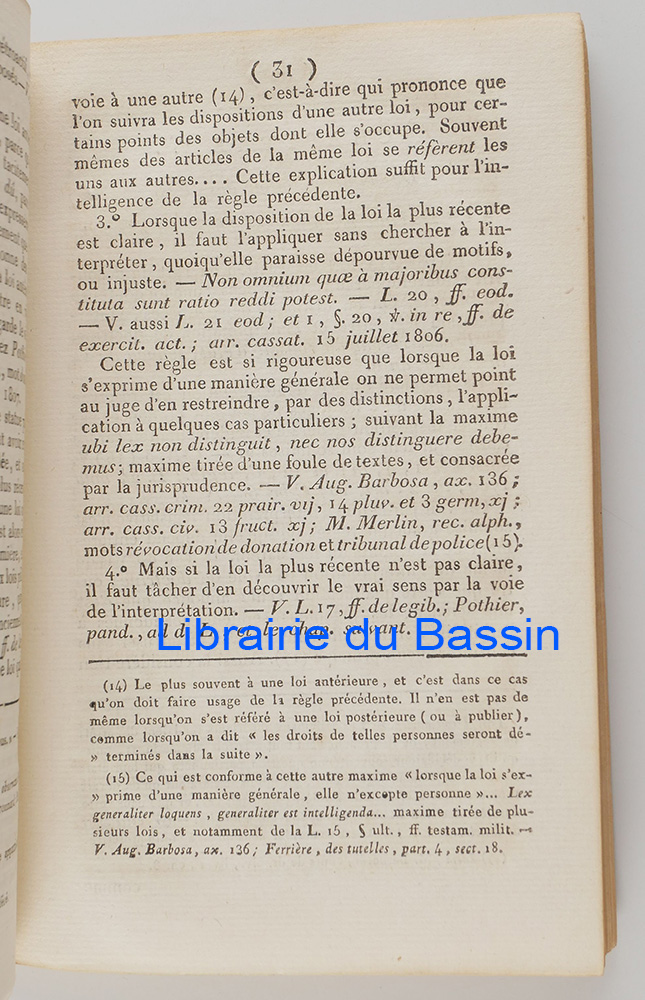 ( 31 )
voie à une autre (14), c'est-à-dire qui prononce que
l'on suivra les dispositions d'une autre loi, pour cer-
tains points des objets dont elle s'occupe. Souvent
mêmes des articles de la même loi se réfèrent les
uns aux autres.... Cette explication suffit pour l'in-
telligence de la règle précédente.
3.° Lorsque la disposition de la loi la plus récente
est claire, il faut l'appliquer sans chercher à l'in-
terpréter, quoiqu'elle paraisse dépourvue de motifs,
ou injuste. — Non omnium quæ à majoribus cons-
tituta sunt ratio reddi potest. — L. 20, ff. eod.
— V. aussi L. 21 eod; et 1, §. 20, ℣. in re, ff. de
exercit. act.; arr. cassat. 15 juillet 1806.
Cette règle est si rigoureuse que lorsque la loi
s'exprime d'une manière générale on ne permet point
au juge d'en restreindre, par des distinctions, l'appli-
cation à quelques cas particuliers; suivant la maxime
ubi lex non distinguit, nec nos distinguere debe-
mus; maxime tirée d'une foule de textes, et consacrée
par la jurisprudence. — V. Aug. Barbosa, ax. 136;
arr. cass. crim. 22 prair. vij, 14 pluv. et 3 germ, xj;
arr. cass. civ. 13 fruct. xj; M. Merlin, rec. alph.,
mots révocation de donation et tribunal de police (15).
4.° Mais si la loi la plus récente n'est pas claire,
il faut tâcher d'en découvrir le vrai sens par la voie
de l'interprétation. — V. L. 17, ff. de legib.; Pothier,
pand., ad d. L. et le chap. suivant.
Librairie du Bassin
(14) Le plus souvent à une loi antérieure, et c'est dans ce cas
qu'on doit faire usage de la règle précédente. Il n'en est pas de
même lorsqu'on s'est référé à une loi postérieure (ou à publier),
comme lorsqu'on a dit « les droits de telles personnes seront dé-
» terminés dans la suite ».
(15) Ce qui est conforme à cette autre maxime « lorsque la loi s'ex-
» prime d'une manière générale, elle n'excepte personne »... Lex
generaliter loquens, generaliter est intelligenda... maxime tirée de plu-
sieurs lois, et notamment de la L. 15, § ult., ff. testam. milit. —
V. Aug. Barbosa, ax. 136; Ferrière, des tutelles, part. 4, sect. 18.